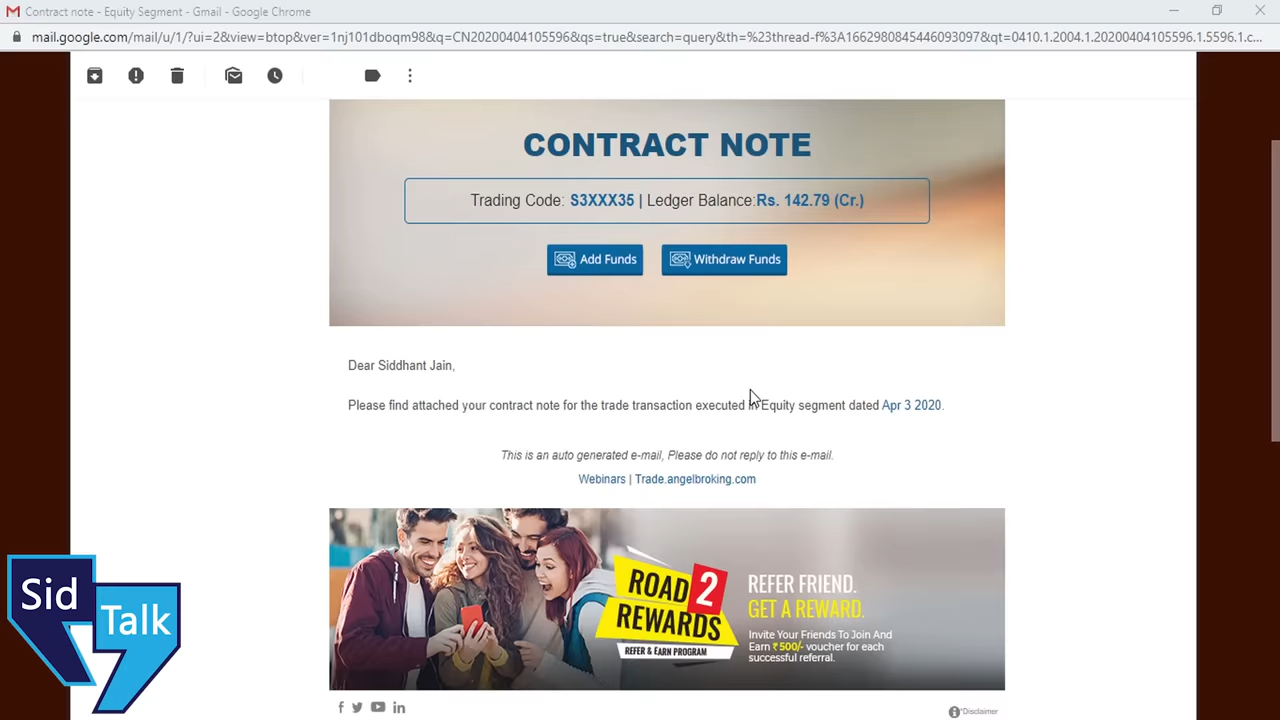 Contract note - Equity Segment - Gmail - Google Chrome
mail.google.com/mail/u/1/?ui=2&view=btop&ver=1nj101dboqm98&q=CN20200404105596&qs=true&search=query&th=%23thread-f%3A1662980845446093097&qt=0410.1.2004.1.20200404105596.1.5596.1.c...
CONTRACT NOTE
Trading Code: S3XXX35 | Ledger Balance:Rs. 142.79 (Cr.)
Add Funds
Withdraw Funds
Dear Siddhant Jain,
Please find attached your contract note for the trade transaction executed in Equity segment dated Apr 3 2020.
This is an auto generated e-mail, Please do not reply to this e-mail.
Webinars | Trade.angelbroking.com
ROAD 2
REWARDS
REFER & EARN PROGRAM
REFER FRIEND.
GET A REWARD.
Invite Your Friends To Join And
Earn ₹500/- voucher for each
successful referral.
Sid
Talk
*Disclaimer